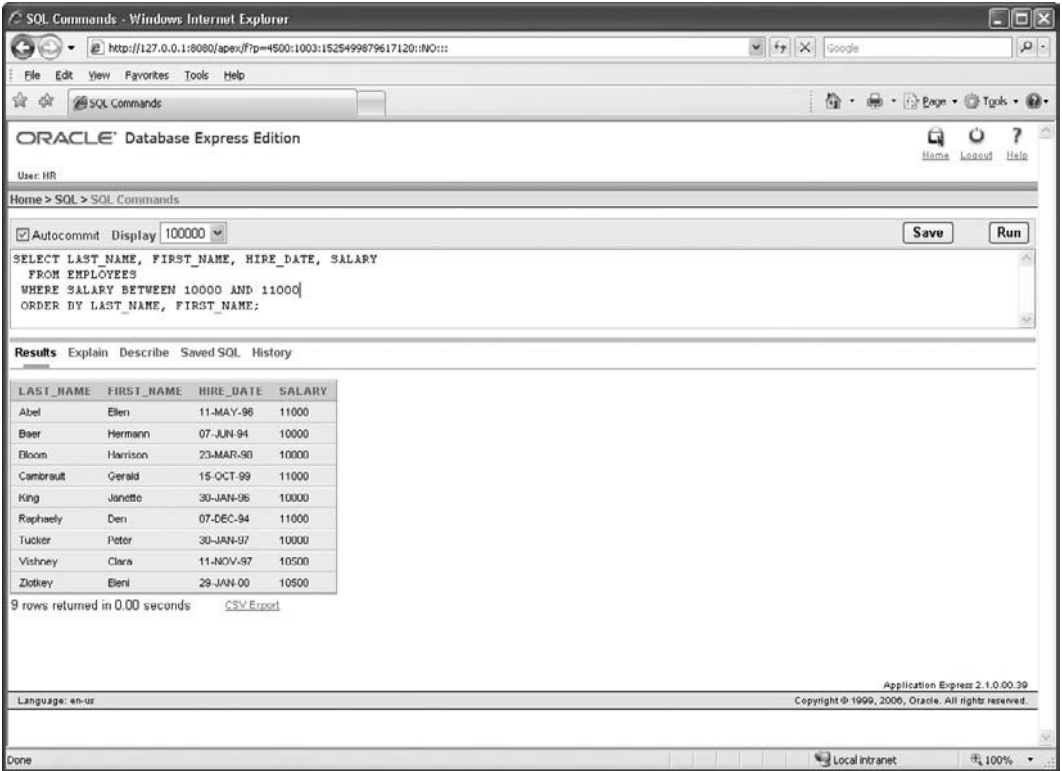 SQL Commands - Windows Internet Explorer
http://127.0.0.1:8080/apex/f?p=4500:1003:1525499879617120::NO:::
Google
File Edit View Favorites Tools Help
SQL Commands
Page Tools
ORACLE Database Express Edition
Home Logout Help
User: HR
Home > SQL > SQL Commands
Autocommit Display 100000 Save Run
SELECT LAST_NAME, FIRST_NAME, HIRE_DATE, SALARY
FROM EMPLOYEES
WHERE SALARY BETWEEN 10000 AND 11000
ORDER BY LAST_NAME, FIRST_NAME;
Results Explain Describe Saved SQL History
LAST_NAME FIRST_NAME HIRE_DATE SALARY
Abel Ellen 11-MAY-96 11000
Baer Hermann 07-JUN-94 10000
Bloom Harrison 23-MAR-98 10000
Cambrault Gerald 15-OCT-99 11000
King Janette 30-JAN-96 10000
Raphaely Den 07-DEC-94 11000
Tucker Peter 30-JAN-97 10000
Vishney Clara 11-NOV-97 10500
Zlotkey Eleni 29-JAN-00 10500
9 rows returned in 0.00 seconds CSV Export
Application Express 2.1.0.00.39
Language: en-us Copyright © 1999, 2006, Oracle. All rights reserved.
Done Local intranet 100%